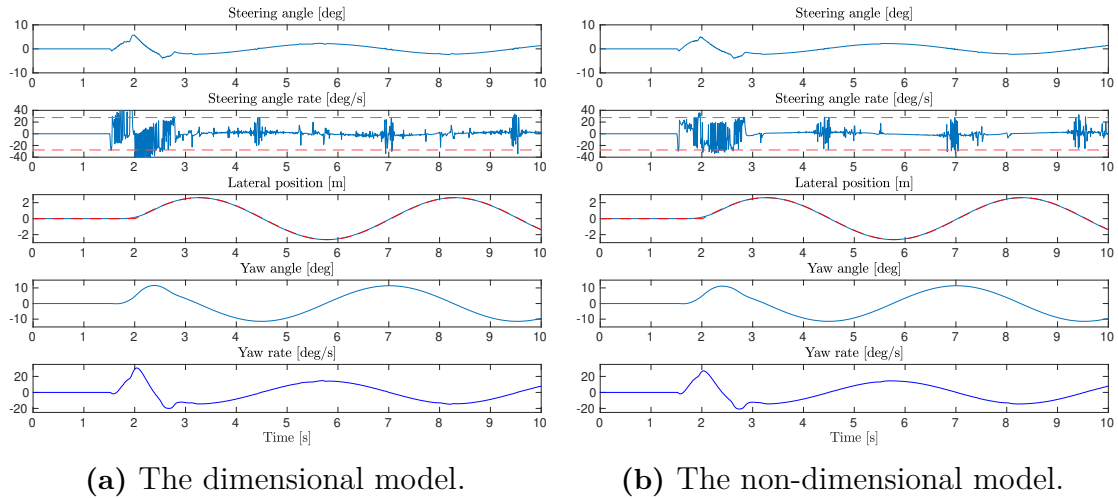 Steering angle [deg]
10
0
-10
0 1 2 3 4 5 6 7 8 9 10
Steering angle rate [deg/s]
40
20
0
-20
-40
0 1 2 3 4 5 6 7 8 9 10
Lateral position [m]
2
0
-2
0 1 2 3 4 5 6 7 8 9 10
Yaw angle [deg]
10
0
-10
0 1 2 3 4 5 6 7 8 9 10
Yaw rate [deg/s]
20
0
-20
0 1 2 3 4 5 6 7 8 9 10
Time [s]
(a) The dimensional model.
Steering angle [deg]
10
0
-10
0 1 2 3 4 5 6 7 8 9 10
Steering angle rate [deg/s]
40
20
0
-20
-40
0 1 2 3 4 5 6 7 8 9 10
Lateral position [m]
2
0
-2
0 1 2 3 4 5 6 7 8 9 10
Yaw angle [deg]
10
0
-10
0 1 2 3 4 5 6 7 8 9 10
Yaw rate [deg/s]
20
0
-20
0 1 2 3 4 5 6 7 8 9 10
Time [s]
(b) The non-dimensional model.